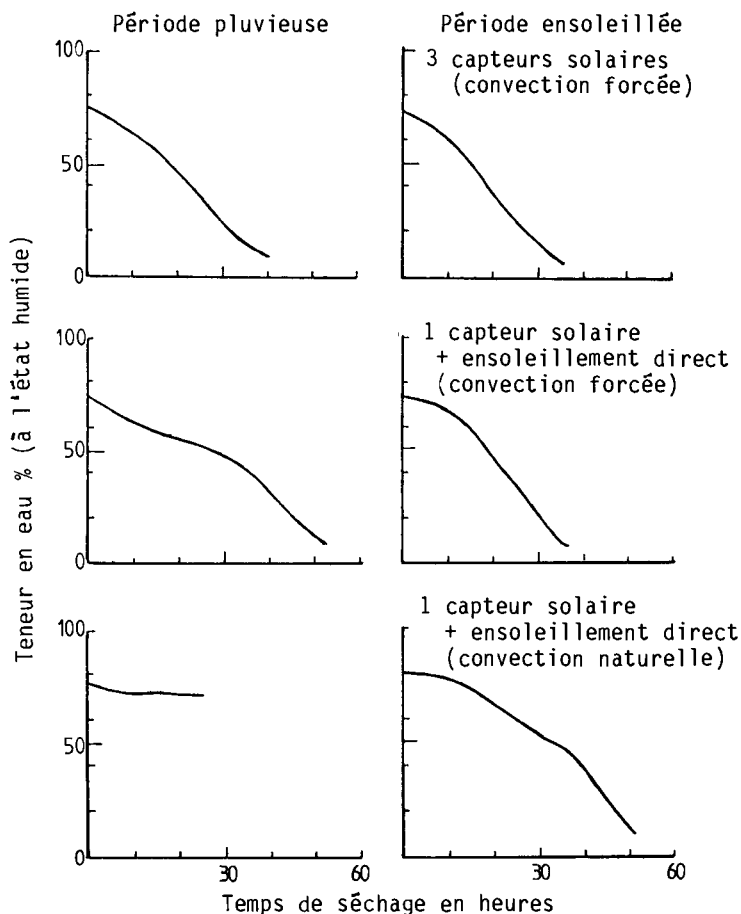 Période pluvieuse
Période ensoleillée
3 capteurs solaires
(convection forcée)
100
50
0
1 capteur solaire
+ ensoleillement direct
(convection forcée)
100
50
0
1 capteur solaire
+ ensoleillement direct
(convection naturelle)
100
50
0
30
60
30
60
Teneur en eau % (à l'état humide)
Temps de séchage en heures